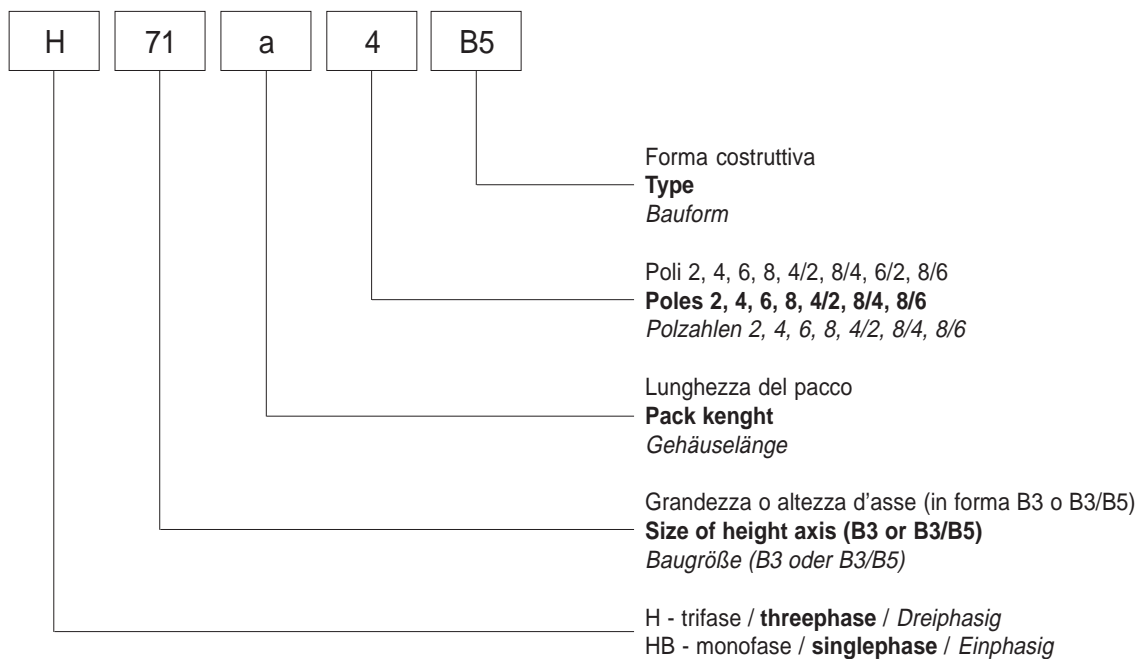 H 71 a 4 B5
Forma costruttiva
Type
Bauform
Poli 2, 4, 6, 8, 4/2, 8/4, 6/2, 8/6
Poles 2, 4, 6, 8, 4/2, 8/4, 8/6
Polzahlen 2, 4, 6, 8, 4/2, 8/4, 8/6
Lunghezza del pacco
Pack kenght
Gehäuselänge
Grandezza o altezza d'asse (in forma B3 o B3/B5)
Size of height axis (B3 or B3/B5)
Baugröße (B3 oder B3/B5)
H - trifase / threephase / Dreiphasig
HB - monofase / singlephase / Einphasig